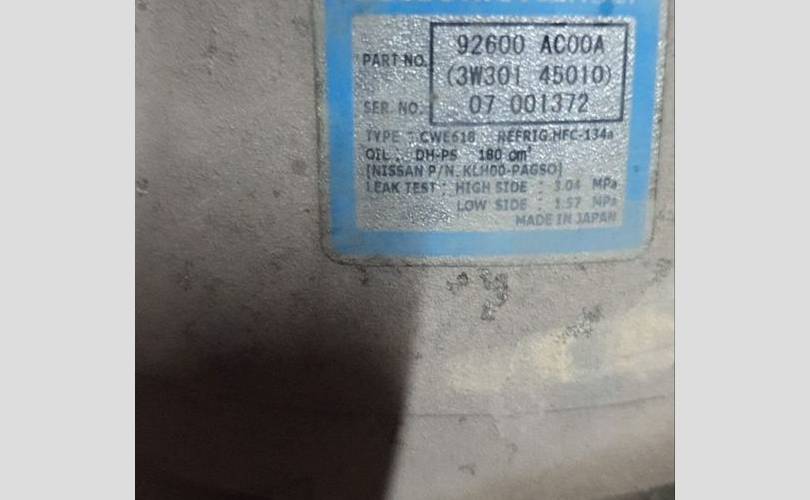 PART NO. 92600 AC00A
(3W301 45010)
SER. NO. 07 001372
TYPE : CWE618 REFRIG.HFC-134a
OIL : DH-PS 180 cm³
[NISSAN P/N. KLH00-PAGS0]
LEAK TEST : HIGH SIDE : 3.04 MPa
LOW SIDE : 1.57 MPa
MADE IN JAPAN